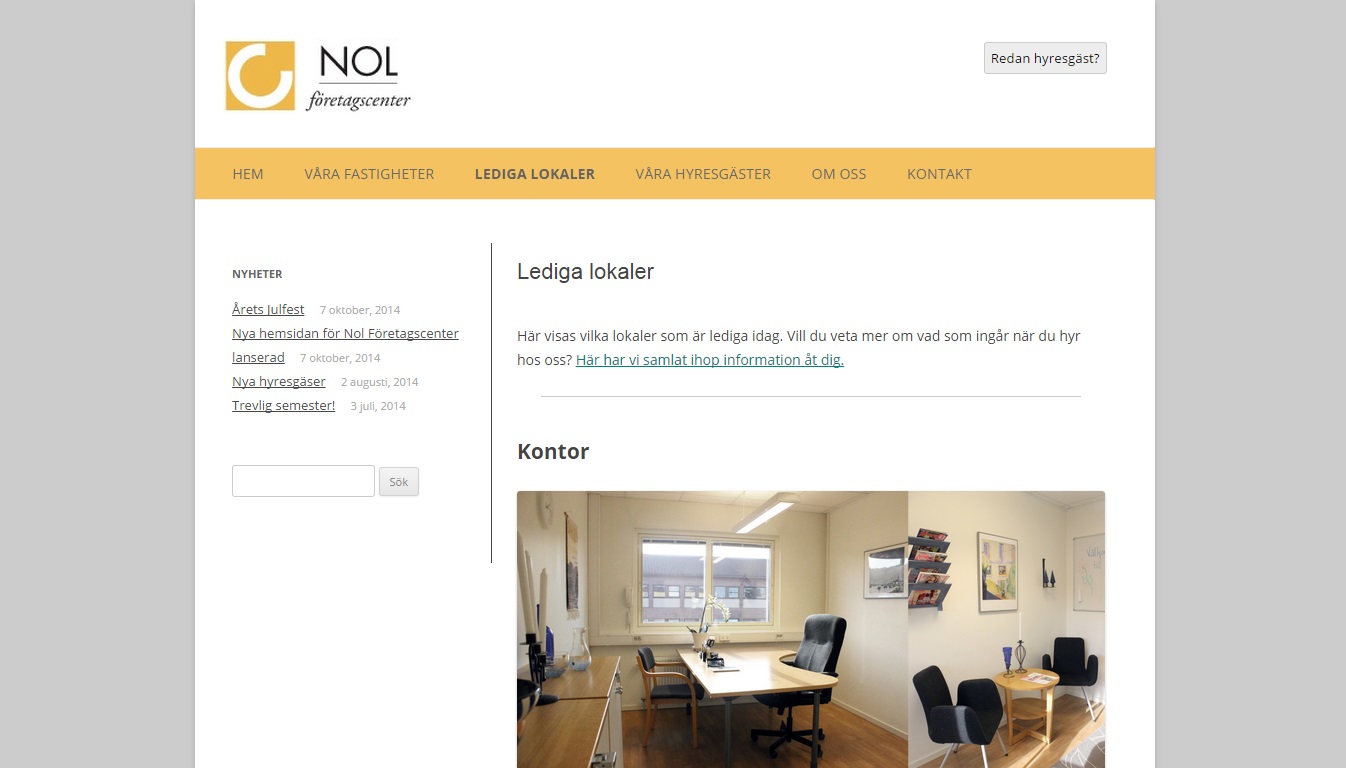 NOL
företagscenter
Redan hyresgäst?
HEM
VÅRA FASTIGHETER
LEDIGA LOKALER
VÅRA HYRESGÄSTER
OM OSS
KONTAKT
NYHETER
Årets Julfest 7 oktober, 2014
Nya hemsidan för Nol Företagscenter
lanserad 7 oktober, 2014
Nya hyresgäser 2 augusti, 2014
Trevlig semester! 3 juli, 2014
Sök
Lediga lokaler
Här visas vilka lokaler som är lediga idag. Vill du veta mer om vad som ingår när du hyr
hos oss? Här har vi samlat ihop information åt dig.
Kontor